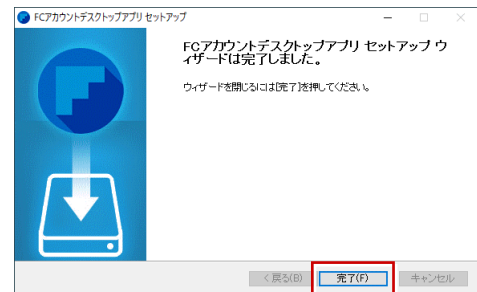 FCアカウントデスクトップアプリ セットアップ
FCアカウントデスクトップアプリ セットアップ ウ
ィザードは完了しました。
ウィザードを閉じるには[完了]を押してください。
< 戻る(B)
完了(F)
キャンセル